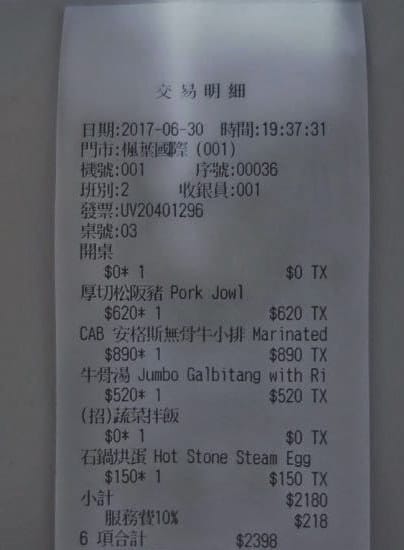 交易明細
日期:2017-06-30 時間:19:37:31
門市:楓葉國際 (001)
機號:001 序號:00036
班別:2 收銀員:001
發票:UV20401296
桌號:03
開桌
$0* 1 $0 TX
厚切松阪豬 Pork Jowl
$620* 1 $620 TX
CAB 安格斯無骨牛小排 Marinated
$890* 1 $890 TX
牛骨湯 Jumbo Galbitang with Ri
$520* 1 $520 TX
(招)蔬菜拌飯
$0* 1 $0 TX
石鍋烘蛋 Hot Stone Steam Egg
$150* 1 $150 TX
小計 $2180
服務費10% $218
6 項合計 $2398